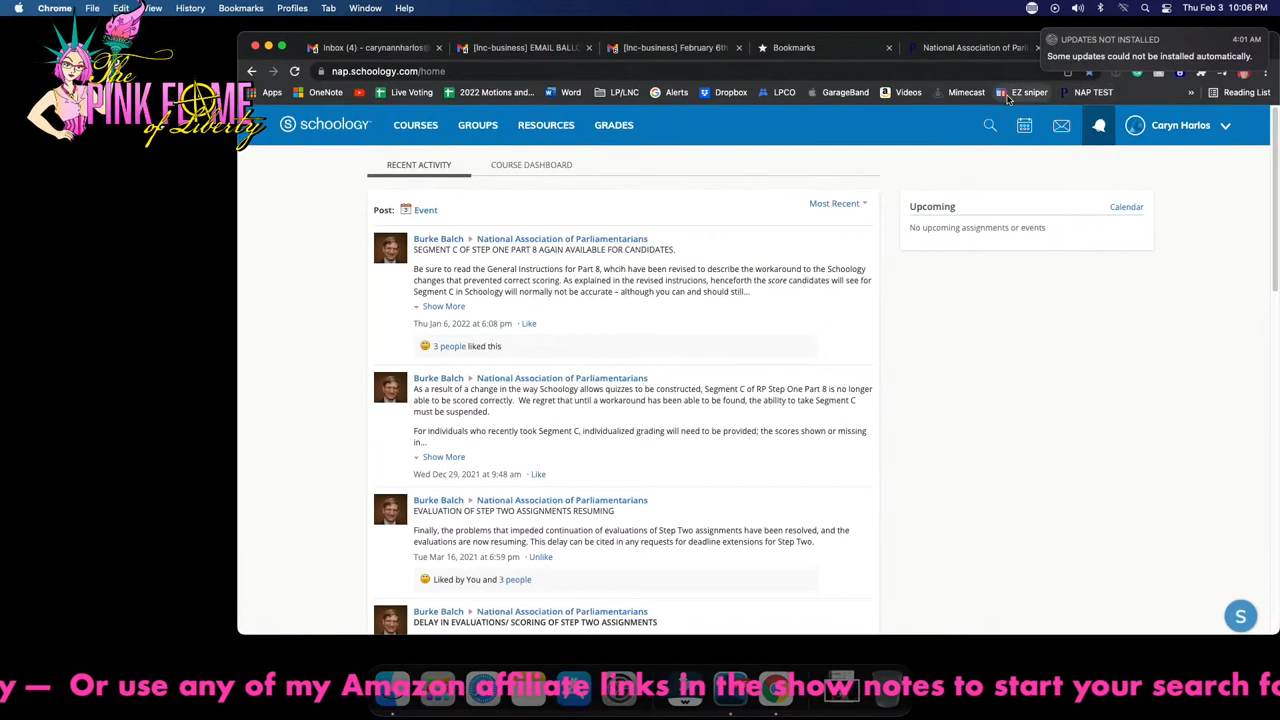 Chrome File Edit View History Bookmarks Profiles Tab Window Help
Thu Feb 3 10:06 PM
The
PINK FLAME
of Liberty
Inbox (4) - carynannharlos@
[lnc-business] EMAIL BALLO
[lnc-business] February 6th
Bookmarks
National Association of Parli
UPDATES NOT INSTALLED 4:01 AM
Some updates could not be installed automatically.
nap.schoology.com/home
Apps OneNote Live Voting 2022 Motions... LP/LNC Alerts Dropbox LPCO GarageBand Videos Mimecast EZ sniper NAP TEST » Reading List
S schoology® COURSES GROUPS RESOURCES GRADES Caryn Harlos
RECENT ACTIVITY COURSE DASHBOARD
Post: Event Most Recent
Burke Balch National Association of Parliamentarians
SEGMENT C OF STEP ONE PART 8 AGAIN AVAILABLE FOR CANDIDATES.
Be sure to read the General Instructions for Part 8, whcih have been revised to describe the workaround to the Schoology
changes that prevented correct scoring. As explained in the revised instrucions, henceforth the score candidates will see for
Segment C in Schoology will normally not be accurate – although you can and should still...
Show More
Thu Jan 6, 2022 at 6:08 pm · Like
3 people liked this
Burke Balch National Association of Parliamentarians
As a result of a change in the way Schoology allows quizzes to be constructed, Segment C of RP Step One Part 8 is no longer
able to be scored correctly. We regret that until a workaround has been able to be found, the ability to take Segment C
must be suspended.
For individuals who recently took Segment C, individualized grading will need to be provided; the scores shown or missing
in...
Show More
Wed Dec 29, 2021 at 9:48 am · Like
Burke Balch National Association of Parliamentarians
EVALUATION OF STEP TWO ASSIGNMENTS RESUMING
Finally, the problems that impeded continuation of evaluations of Step Two assignments have been resolved, and the
evaluations are now resuming. This delay can be cited in any requests for deadline extensions for Step Two.
Tue Mar 16, 2021 at 6:59 pm · Unlike
Liked by You and 3 people
Burke Balch National Association of Parliamentarians
DELAY IN EVALUATIONS/ SCORING OF STEP TWO ASSIGNMENTS
Upcoming Calendar
No upcoming assignments or events
S
y — Or use any of my Amazon affiliate links in the show notes to start your search fo